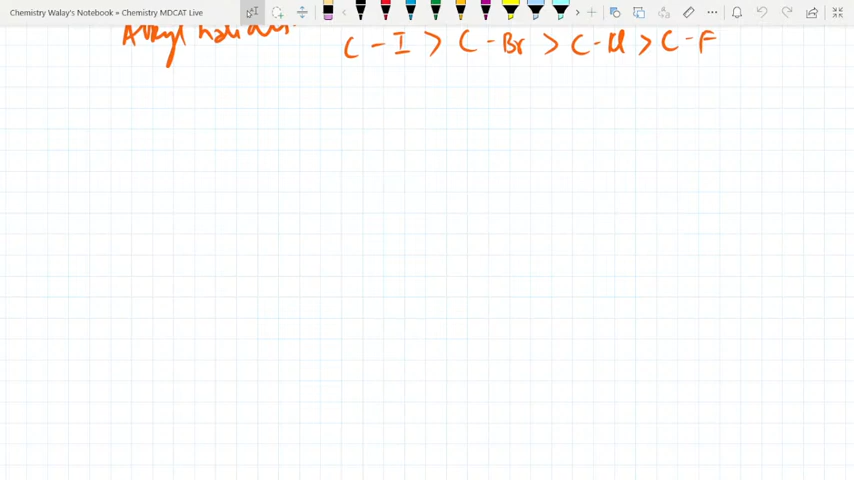 Chemistry Walay's Notebook » Chemistry MDCAT Live
Alkyl halides
C - I > C - Br > C - Cl > C - F